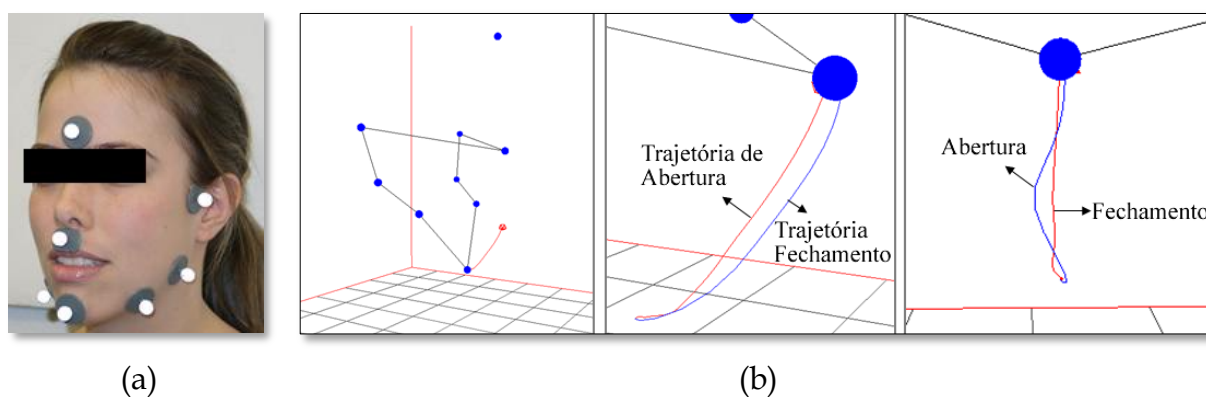 Trajetória de
Abertura
Trajetória
Fechamento
Abertura
Fechamento
(a)
(b)